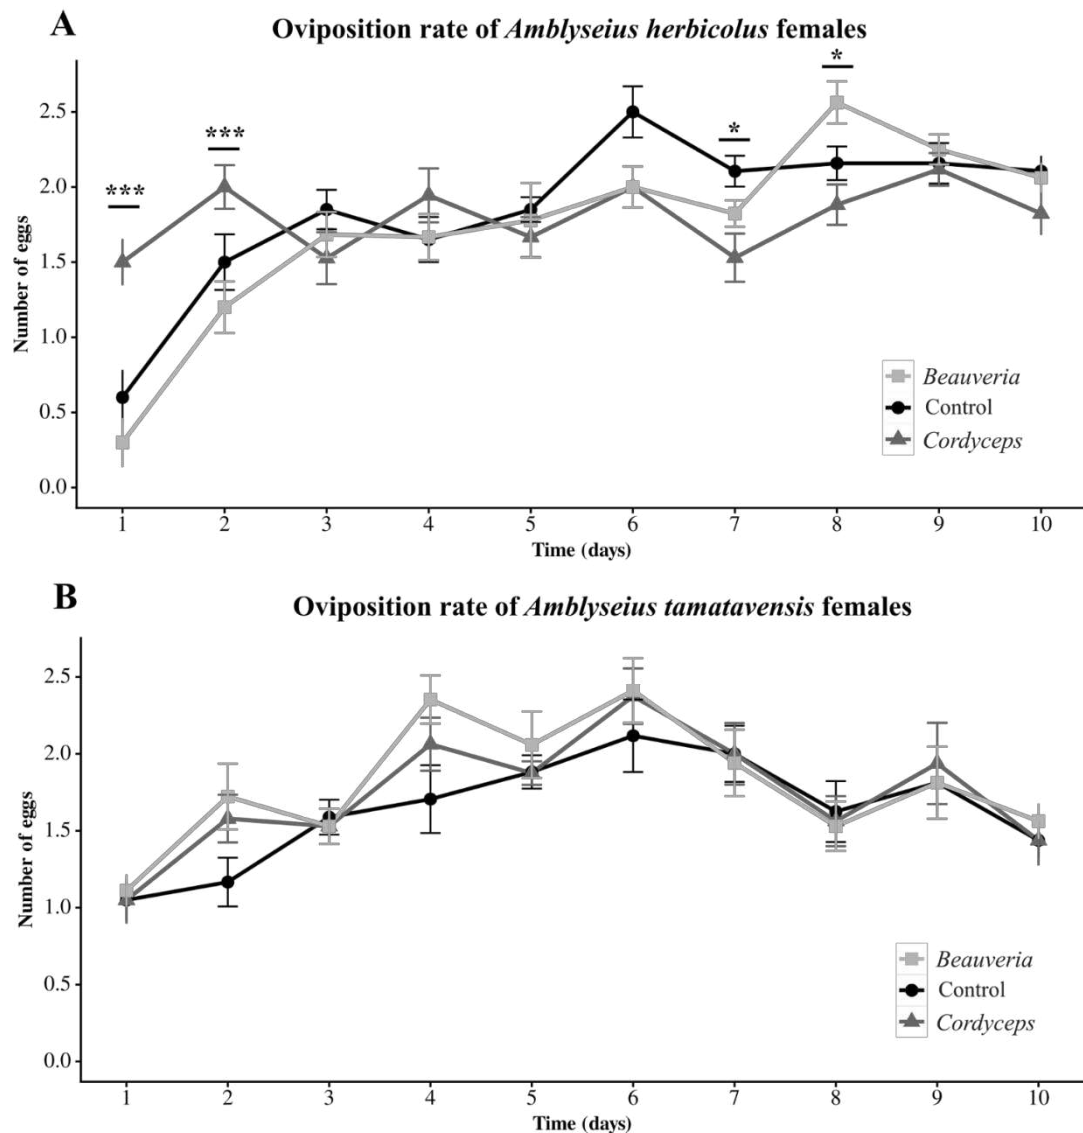 A
Oviposition rate of Amblyseius herbicolus females
Number of eggs
2.5
2.0
1.5
1.0
0.5
0.0
***
***
*
*
Beauveria
Control
Cordyceps
1 2 3 4 5 6 7 8 9 10
Time (days)
B
Oviposition rate of Amblyseius tamatavensis females
Number of eggs
2.5
2.0
1.5
1.0
0.5
0.0
Beauveria
Control
Cordyceps
1 2 3 4 5 6 7 8 9 10
Time (days)